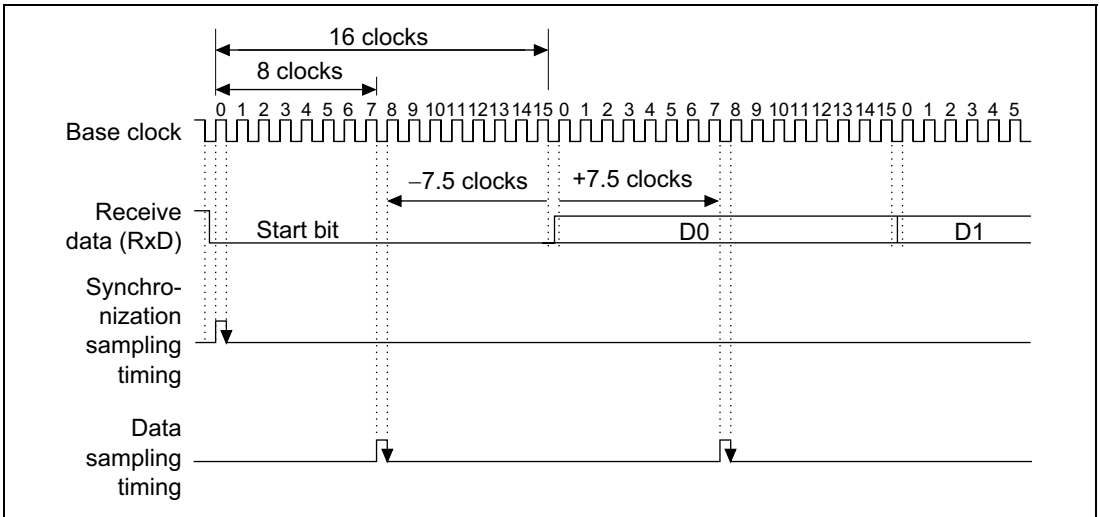 16 clocks
8 clocks
0 1 2 3 4 5 6 7 8 9 10 11 12 13 14 15 0 1 2 3 4 5 6 7 8 9 10 11 12 13 14 15 0 1 2 3 4 5
Base clock
–7.5 clocks +7.5 clocks
Receive
data (RxD)
Start bit D0 D1
Synchro-
nization
sampling
timing
Data
sampling
timing